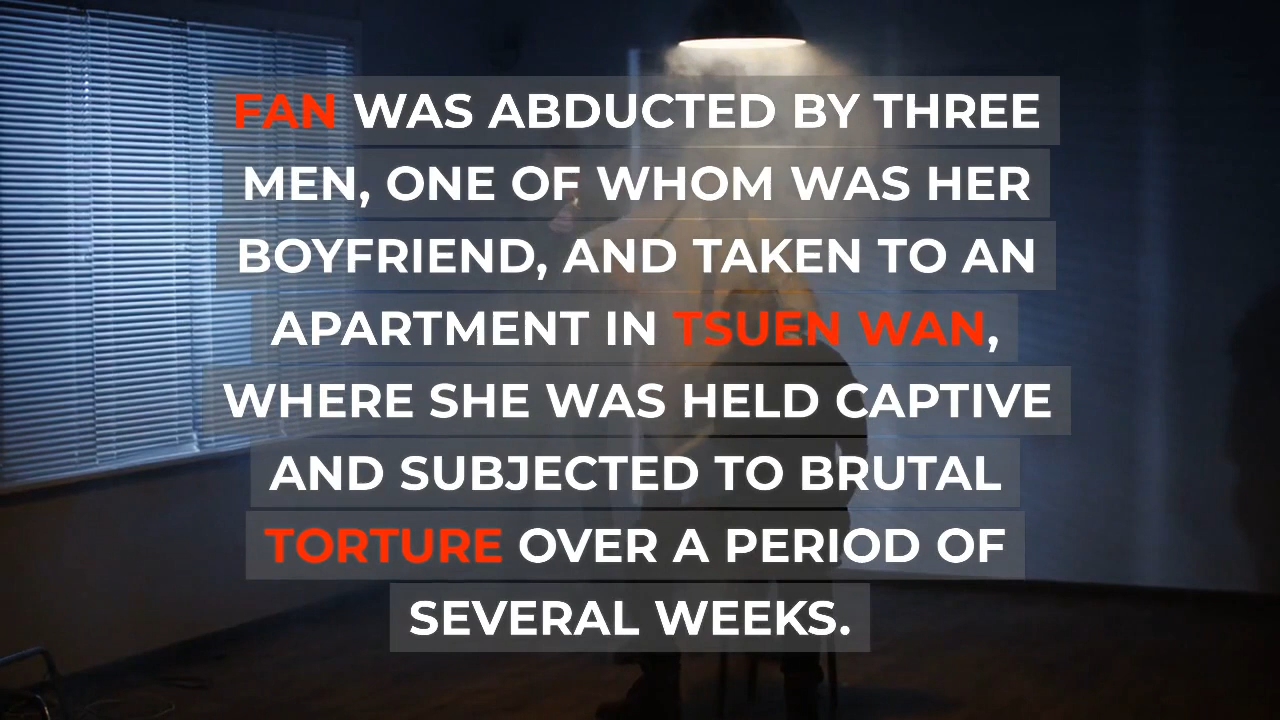 FAN WAS ABDUCTED BY THREE
MEN, ONE OF WHOM WAS HER
BOYFRIEND, AND TAKEN TO AN
APARTMENT IN TSUEN WAN,
WHERE SHE WAS HELD CAPTIVE
AND SUBJECTED TO BRUTAL
TORTURE OVER A PERIOD OF
SEVERAL WEEKS.